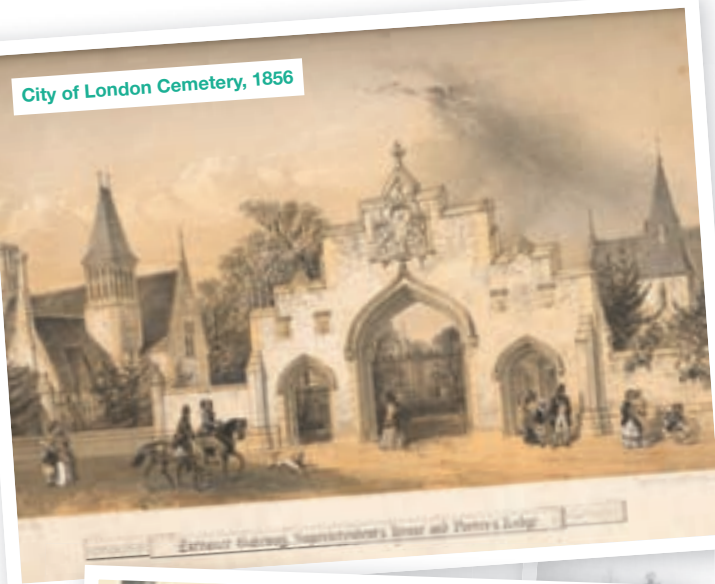 City of London Cemetery, 1856
Entrance Gateway, Superintendent's House and Porter's Lodge